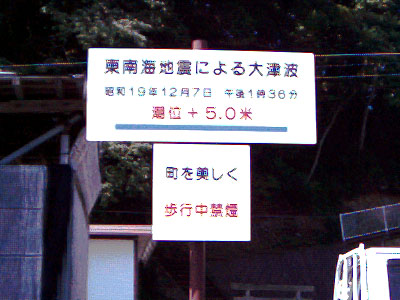 東南海地震による大津波
昭和19年12月7日 午後1時36分
潮位+5.0米
町を美しく
歩行中禁煙